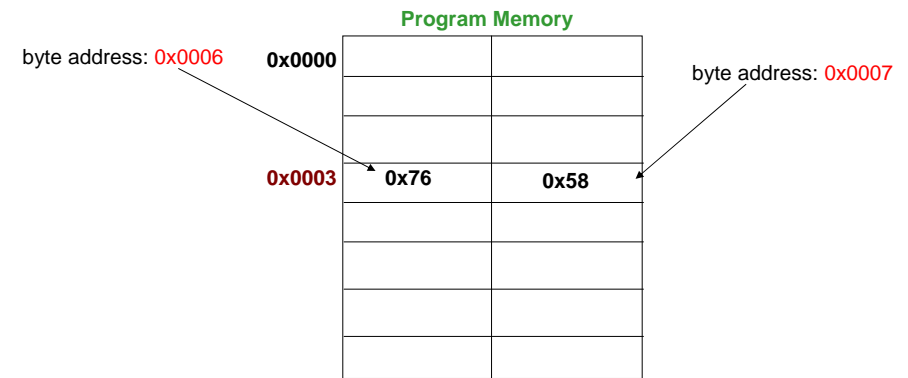 Program Memory
byte address: 0x0006
0x0000
byte address: 0x0007
0x0003
0x76
0x58